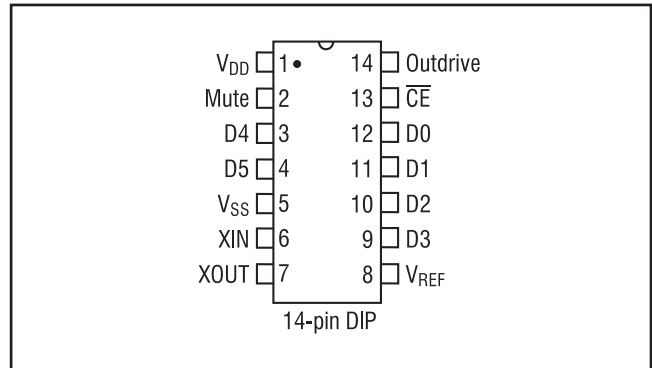 VDD 1 14 Outdrive
Mute 2 13 C̅E̅
D4 3 12 D0
D5 4 11 D1
VSS 5 10 D2
XIN 6 9 D3
XOUT 7 8 VREF
14-pin DIP